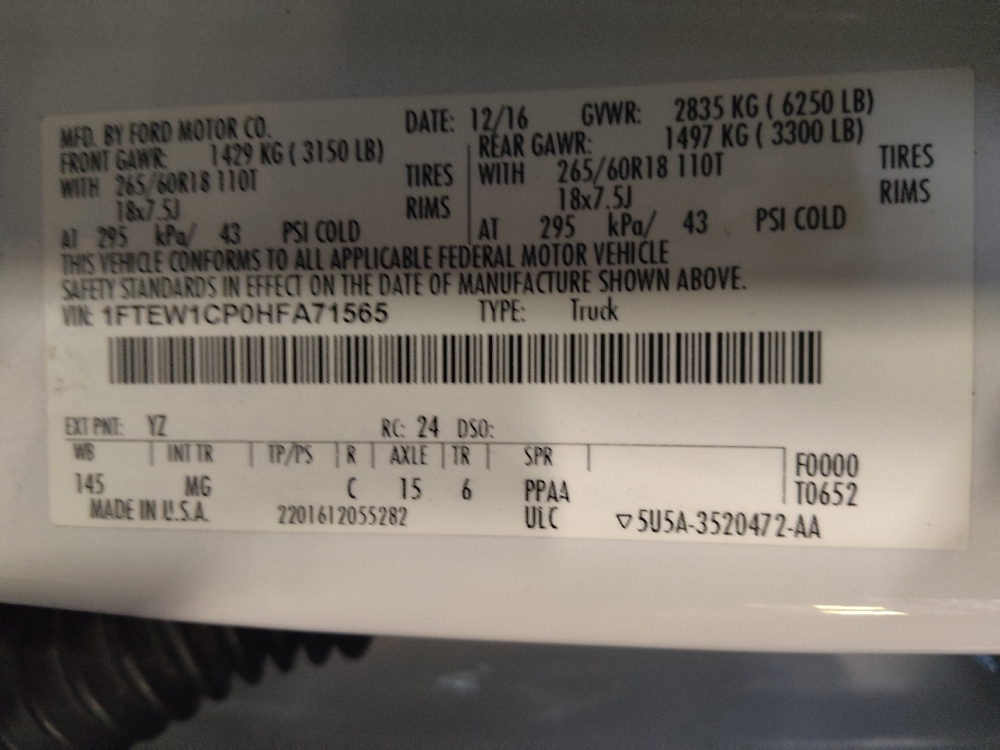 MFD. BY FORD MOTOR CO. DATE: 12/16 GVWR: 2835 KG ( 6250 LB)
FRONT GAWR: 1429 KG ( 3150 LB) REAR GAWR: 1497 KG ( 3300 LB)
WITH 265/60R18 110T TIRES WITH 265/60R18 110T TIRES
18x7.5J RIMS 18x7.5J RIMS
AT 295 kPa/ 43 PSI COLD AT 295 kPa/ 43 PSI COLD
THIS VEHICLE CONFORMS TO ALL APPLICABLE FEDERAL MOTOR VEHICLE
SAFETY STANDARDS IN EFFECT ON THE DATE OF MANUFACTURE SHOWN ABOVE.
VIN: 1FTEW1CP0HFA71565 TYPE: Truck
EXT PNT: YZ RC: 24 DSO:
WB INT TR TP/PS R AXLE TR SPR F0000
145 MG C 15 6 PPAA T0652
MADE IN U.S.A. 2201612055282 ULC ▽5U5A-3520472-AA